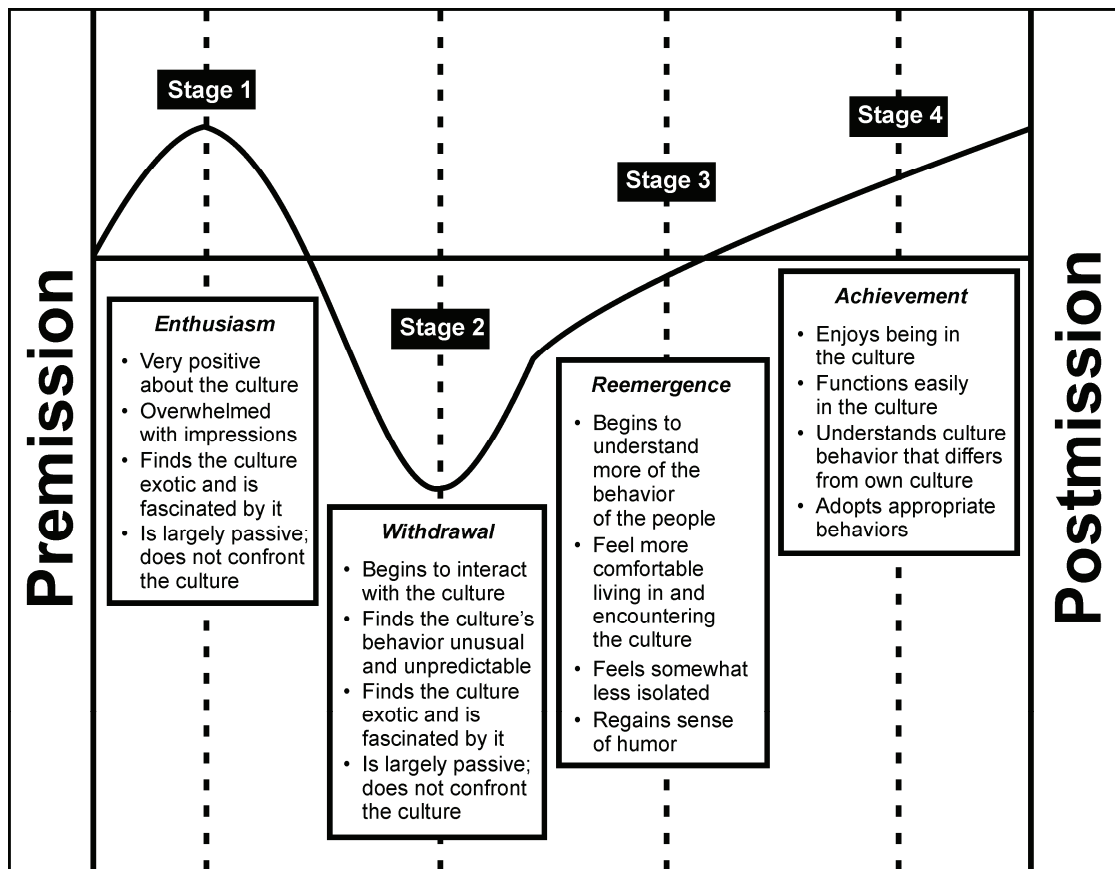 Premission
Stage 1
Enthusiasm
• Very positive
about the culture
• Overwhelmed
with impressions
• Finds the culture
exotic and is
fascinated by it
• Is largely passive;
does not confront
the culture
Stage 2
Withdrawal
• Begins to interact
with the culture
• Finds the culture’s
behavior unusual
and unpredictable
• Finds the culture
exotic and is
fascinated by it
• Is largely passive;
does not confront
the culture
Stage 3
Reemergence
• Begins to
understand
more of the
behavior
of the people
• Feel more
comfortable
living in and
encountering
the culture
• Feels somewhat
less isolated
• Regains sense
of humor
Stage 4
Achievement
• Enjoys being in
the culture
• Functions easily
in the culture
• Understands culture
behavior that differs
from own culture
• Adopts appropriate
behaviors
Postmission